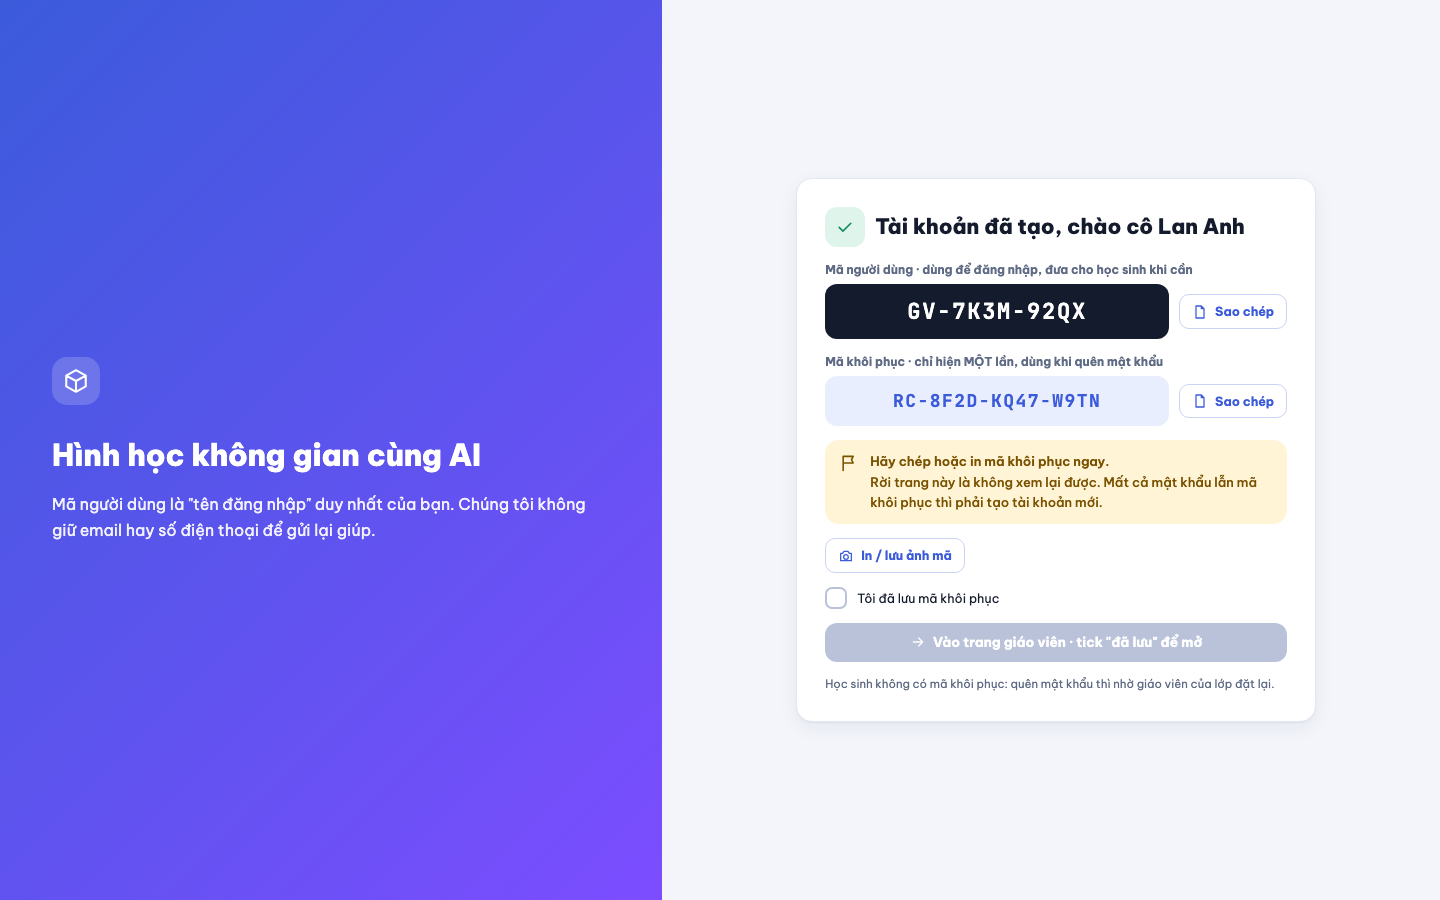 Hình học không gian cùng AI
Mã người dùng là "tên đăng nhập" duy nhất của bạn. Chúng tôi không
giữ email hay số điện thoại để gửi lại giúp.
Tài khoản đã tạo, chào cô Lan Anh
Mã người dùng · dùng để đăng nhập, đưa cho học sinh khi cần
GV-7K3M-92QX
Sao chép
Mã khôi phục · chỉ hiện MỘT lần, dùng khi quên mật khẩu
RC-8F2D-KQ47-W9TN
Sao chép
Hãy chép hoặc in mã khôi phục ngay.
Rời trang này là không xem lại được. Mất cả mật khẩu lẫn mã
khôi phục thì phải tạo tài khoản mới.
In / lưu ảnh mã
Tôi đã lưu mã khôi phục
Vào trang giáo viên · tick "đã lưu" để mở
Học sinh không có mã khôi phục: quên mật khẩu thì nhờ giáo viên của lớp đặt lại.